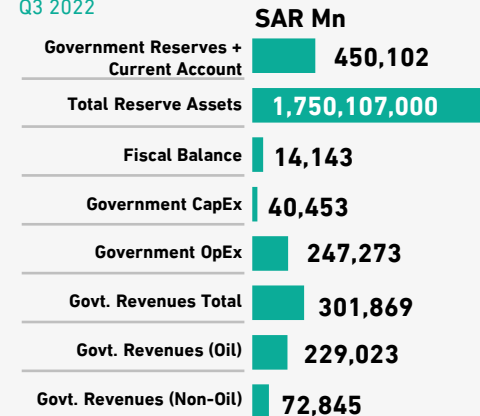 Q3 2022
SAR Mn
Government Reserves +
Current Account
450,102
Total Reserve Assets
1,750,107,000
Fiscal Balance
14,143
Government CapEx
40,453
Government OpEx
247,273
Govt. Revenues Total
301,869
Govt. Revenues (Oil)
229,023
Govt. Revenues (Non-Oil)
72,845